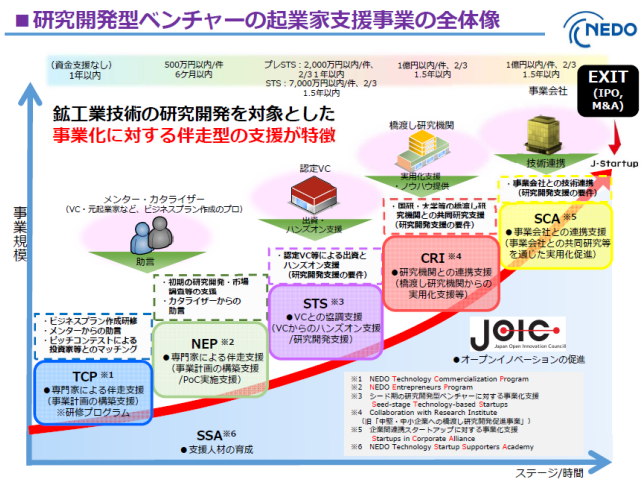 ■研究開発型ベンチャーの起業家支援事業の全体像
NEDO
(資金支援なし)
1年以内
500万円以内/件
6ケ月以内
プレSTS：2,000万円以内/件、
2/3 1年以内
STS：7,000万円以内/件、2/3
1.5年以内
1億円以内/件、2/3
1.5年以内
1億円以内/件、2/3
1.5年以内
EXIT
(IPO,
M&A)
J-Startup
鉱工業技術の研究開発を対象とした
事業化に対する伴走型の支援が特徴
事業会社
技術連携
橋渡し研究機関
実用化支援
・ノウハウ提供
認定VC
出資・
ハンズオン支援
メンター・カタライザー
(VC・元起業家など、ビジネスプラン作成のプロ)
助言
事業規模
・事業会社との技術連携
(研究開発支援の要件)
SCA ※5
●事業会社との連携支援
(事業会社との共同研究等
を通じた実用化促進)
・国研・大学等の橋渡し研
究機関との共同研究支援
(研究開発支援の要件)
CRI ※4
●研究機関との連携支援
(橋渡し研究機関からの
実用化支援等)
・認定VC等による出資と
ハンズオン支援
(研究開発支援の要件)
STS ※3
●VCとの協調支援
(VCからのハンズオン支援
/研究開発支援)
・初期の研究開発・市場
調査等の支援
・カタライザーからの
助言
NEP ※2
●専門家による伴走支援
(事業計画の構築支援
/PoC実施支援)
・ビジネスプラン作成研修
・メンターからの助言
・ピッチコンテストによる
投資家等とのマッチング
TCP ※1
●専門家による伴走支援
(事業計画の構築支援)
※研修プログラム
SSA※6
●支援人材の育成
JOIC
Japan Open Innovation Council
●オープンイノベーションの促進
※1 NEDO Technology Commercialization Program
※2 NEDO Entrepreneurs Program
※3 シード期の研究開発型ベンチャーに対する事業化支援
Seed-stage Technology-based Startups
※4 Collaboration with Research Institute
(旧「中堅・中小企業への橋渡し研究開発促進事業」)
※5 企業間連携スタートアップに対する事業化支援
Startups in Corporate Alliance
※6 NEDO Technology Startup Supporters Academy
ステージ/時間